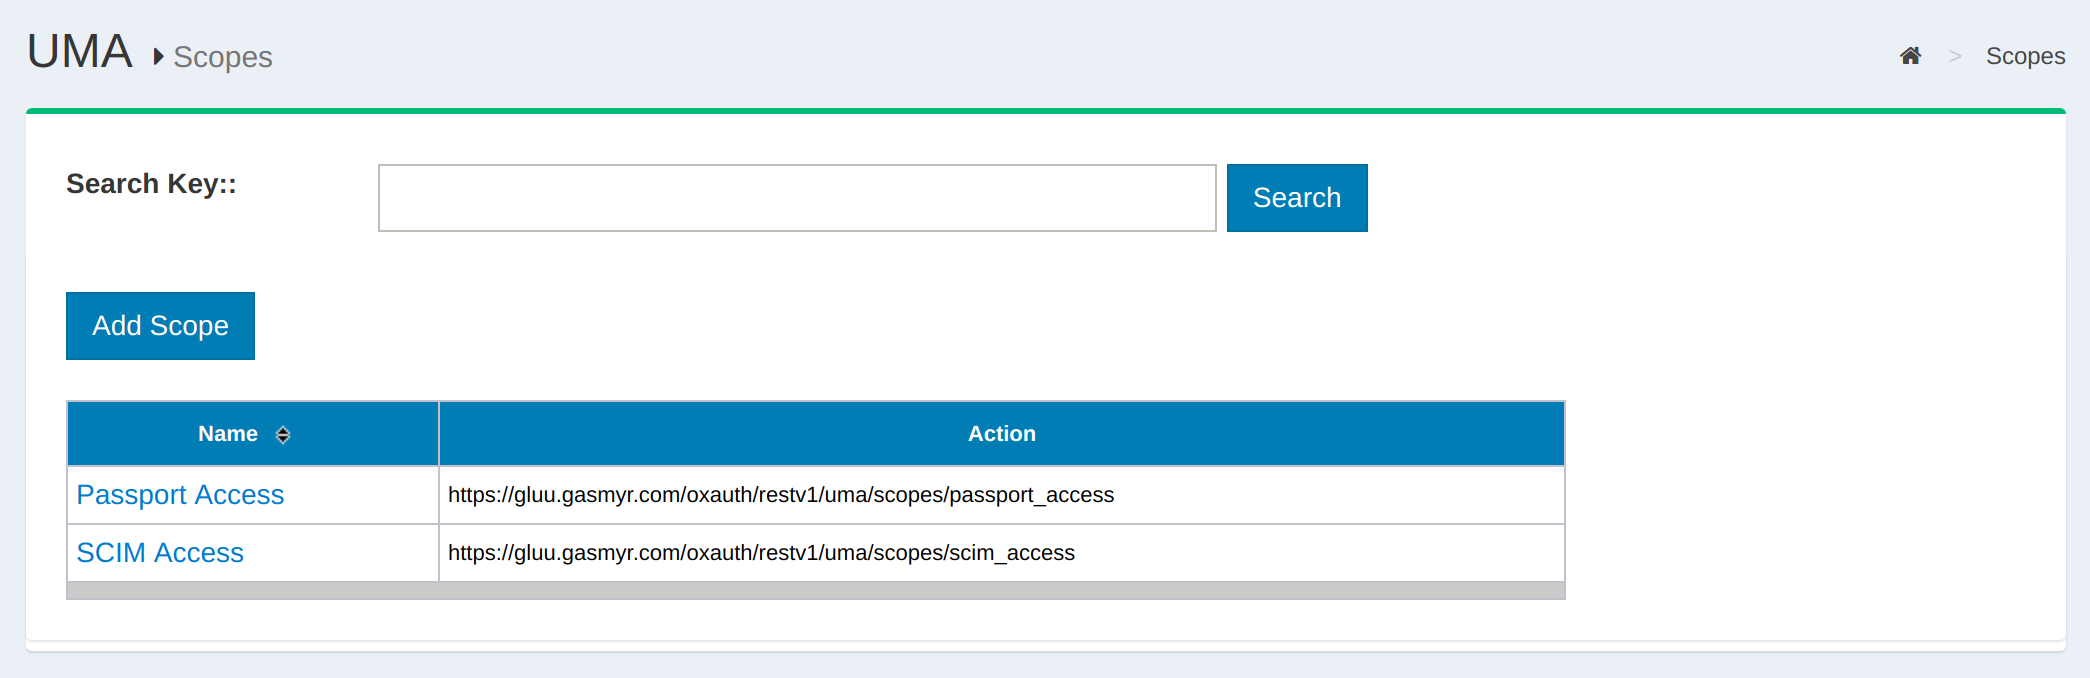 UMA Scopes
> Scopes
Search Key::
Search
Add Scope
Name Action
Passport Access https://gluu.gasmyr.com/oxauth/restv1/uma/scopes/passport_access
SCIM Access https://gluu.gasmyr.com/oxauth/restv1/uma/scopes/scim_access